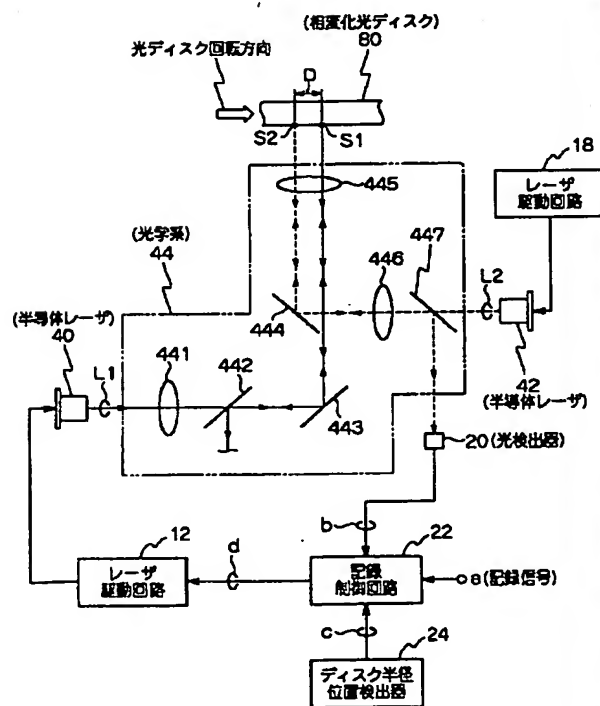 (相変化光ディスク)
80
光ディスク回転方向
D
S2
S1
445
18
レーザ
駆動回路
(光学系)
44
447
446
L2
444
(半導体レーザ)
40
L1
441
442
443
42
(半導体レーザ)
20(光検出器)
b
22
記録
制御回路
12
レーザ
駆動回路
d
a(記録信号)
c
24
ディスク半径
位置検出器